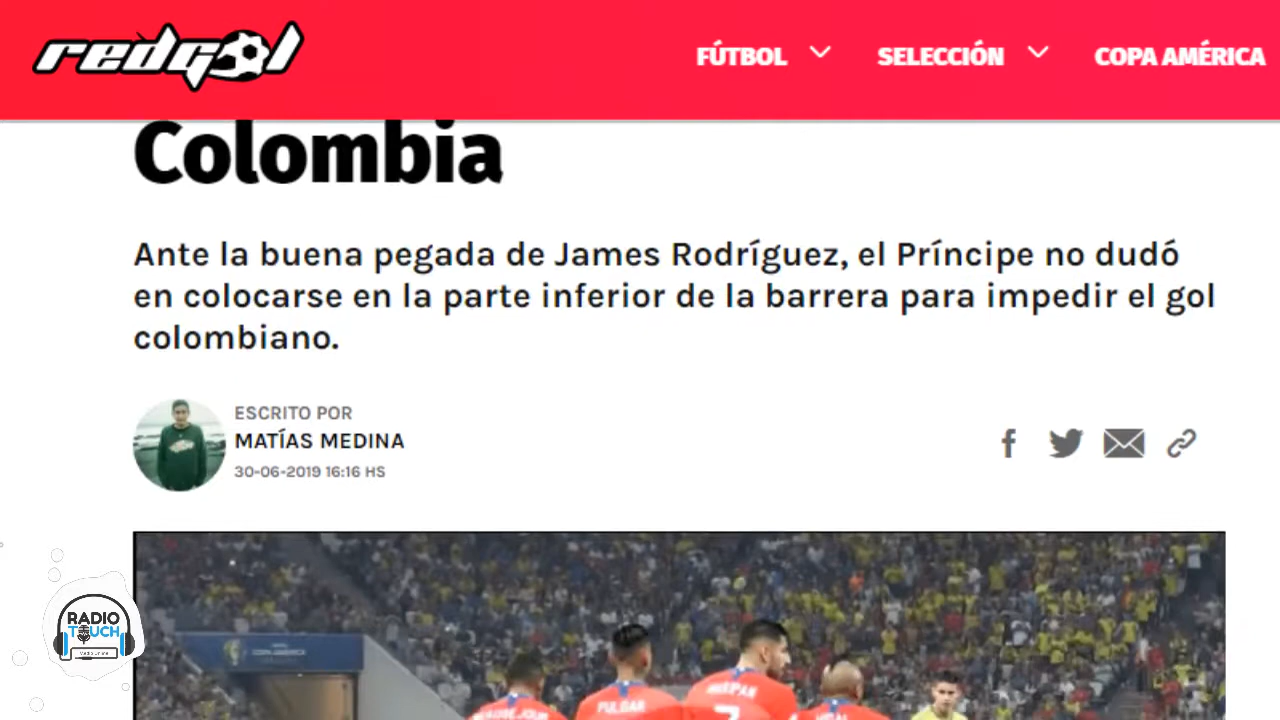 redgol
FÚTBOL
SELECCIÓN
COPA AMÉRICA
Colombia
Ante la buena pegada de James Rodríguez, el Príncipe no dudó
en colocarse en la parte inferior de la barrera para impedir el gol
colombiano.
ESCRITO POR
MATÍAS MEDINA
30-06-2019 16:16 HS
RADIO
TOUCH
PULGAR
7
VIDAL